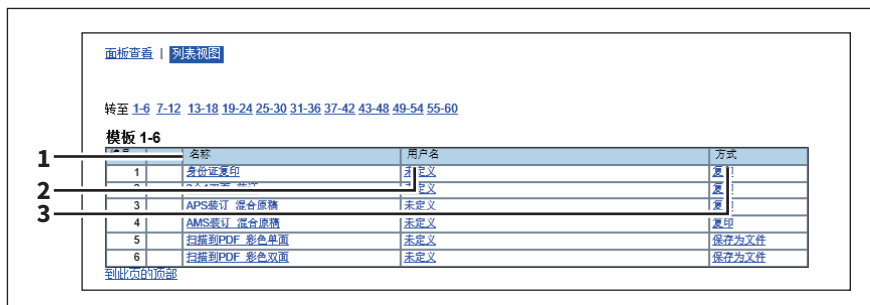 面板查看 | 列表视图
转至 1-6 7-12 13-18 19-24 25-30 31-36 37-42 43-48 49-54 55-60
模板 1-6
1 名称 用户名 方式
1 身份证复印 未定义 复印
2
3 APS装订 混合原稿 未定义 复印
3
4 AMS装订 混合原稿 未定义 复印
5 扫描到PDF 彩色单面 未定义 保存为文件
6 扫描到PDF 彩色双面 未定义 保存为文件
到此页的顶部